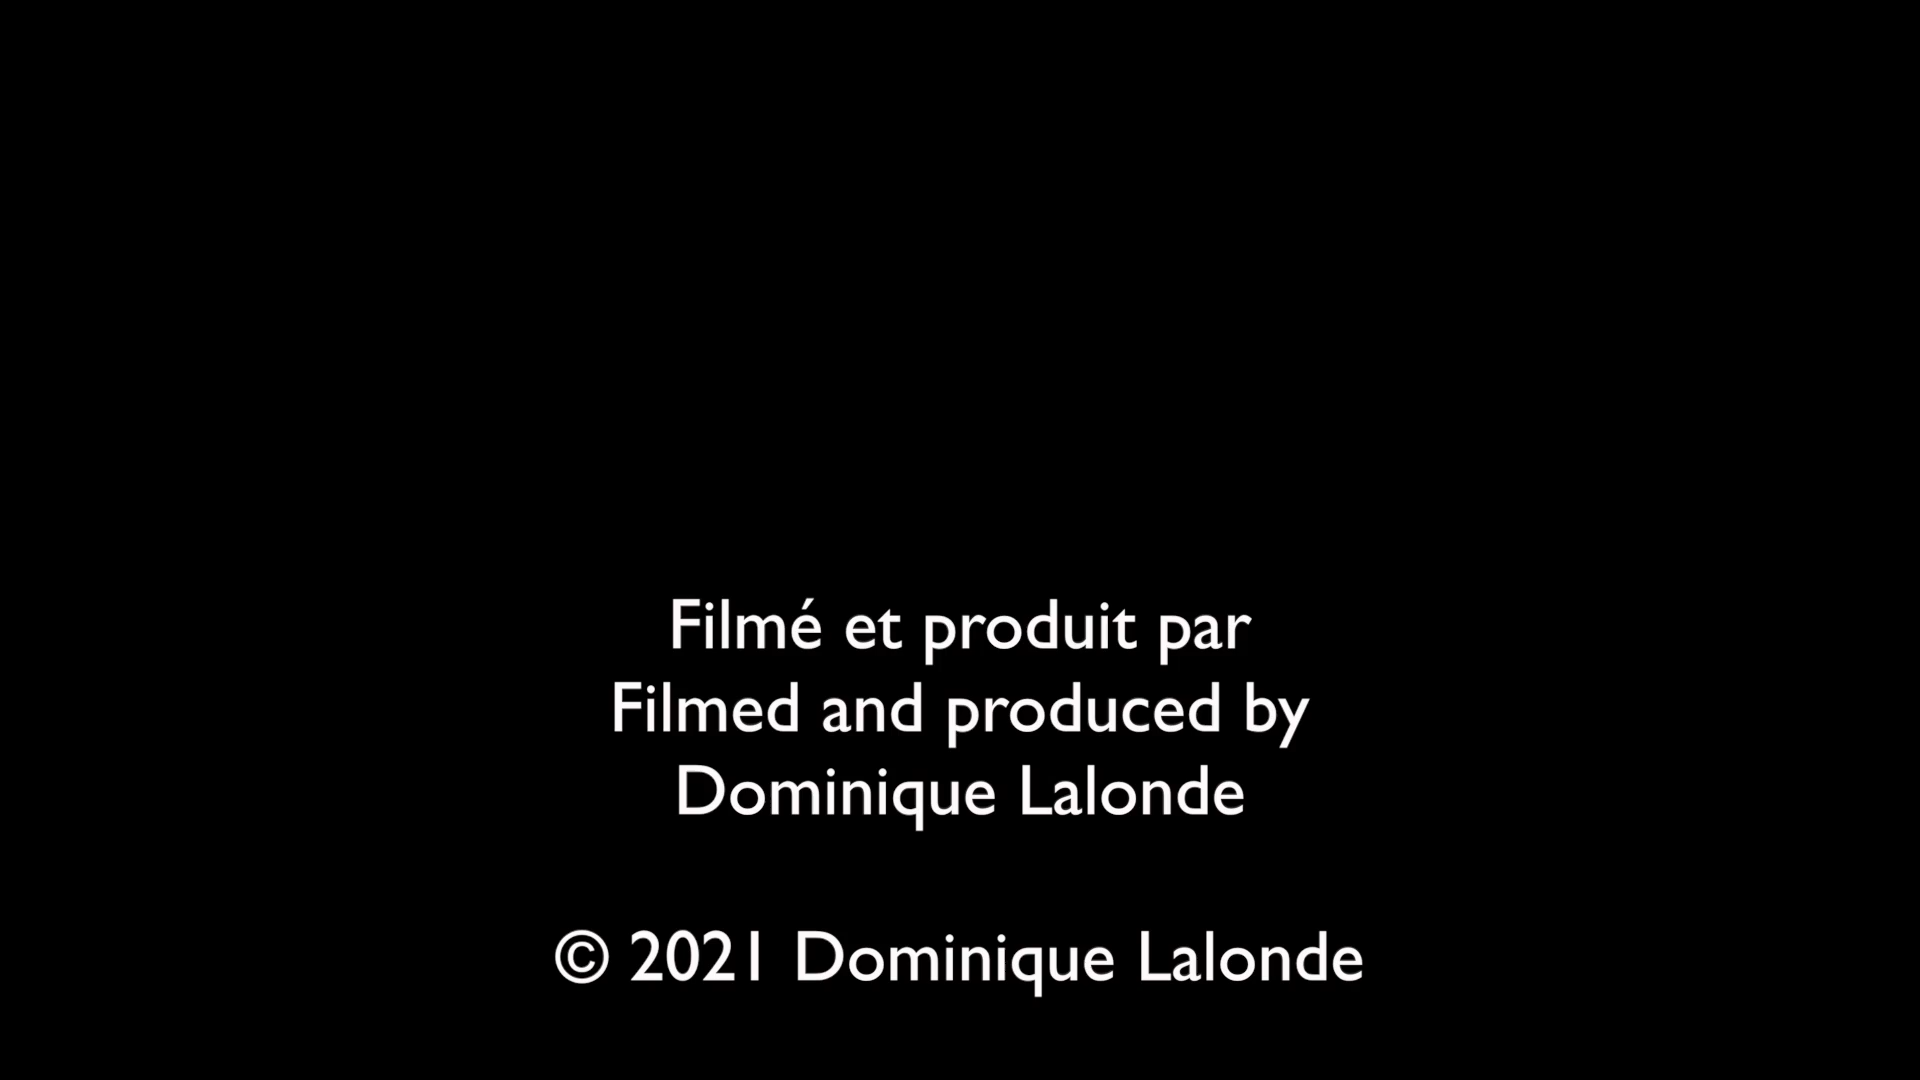 Filmé et produit par
Filmed and produced by
Dominique Lalonde
© 2021 Dominique Lalonde